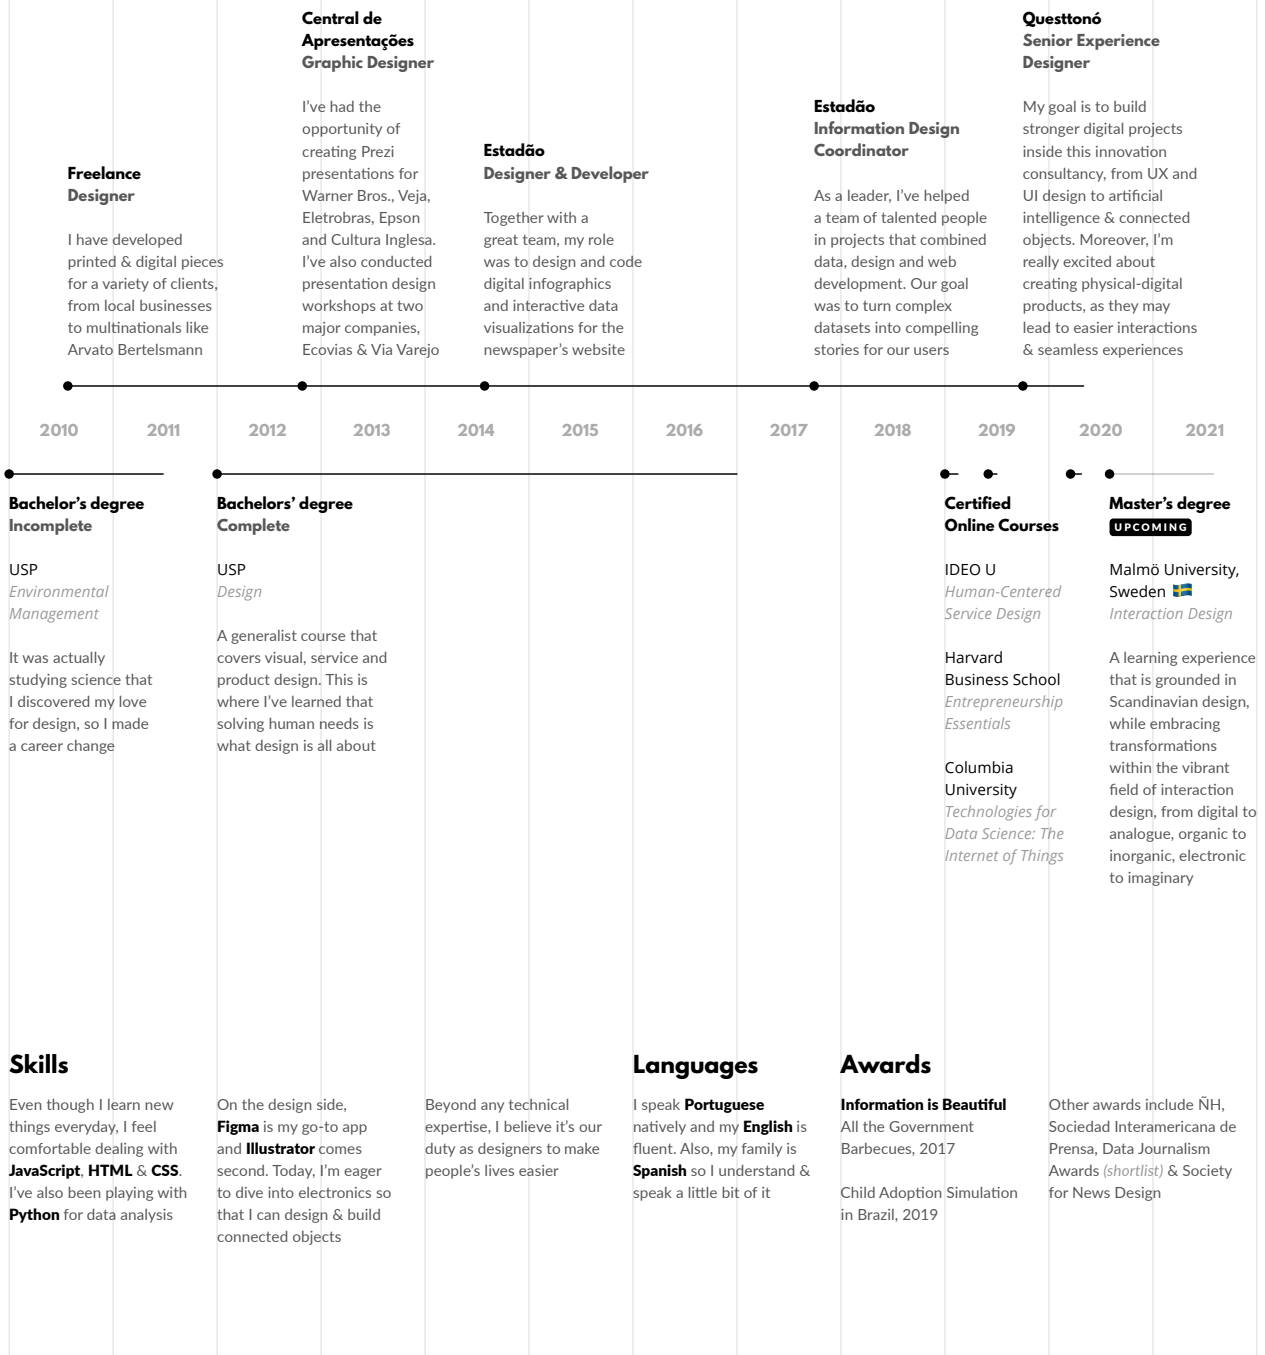 Freelance
Designer
I have developed
printed & digital pieces
for a variety of clients,
from local businesses
to multinationals like
Arvato Bertelsmann
Central de
Apresentações
Graphic Designer
I've had the
opportunity of
creating Prezi
presentations for
Warner Bros., Veja,
Eletrobras, Epson
and Cultura Inglesa.
I've also conducted
presentation design
workshops at two
major companies,
Ecovias & Via Varejo
Estadão
Designer & Developer
Together with a
great team, my role
was to design and code
digital infographics
and interactive data
visualizations for the
newspaper's website
Estadão
Information Design
Coordinator
As a leader, I've helped
a team of talented people
in projects that combined
data, design and web
development. Our goal
was to turn complex
datasets into compelling
stories for our users
Questtonó
Senior Experience
Designer
My goal is to build
stronger digital projects
inside this innovation
consultancy, from UX and
UI design to artificial
intelligence & connected
objects. Moreover, I'm
really excited about
creating physical-digital
products, as they may
lead to easier interactions
& seamless experiences
2010 2011 2012 2013 2014 2015 2016 2017 2018 2019 2020 2021
Bachelor's degree
Incomplete
USP
Environmental
Management
It was actually
studying science that
I discovered my love
for design, so I made
a career change
Bachelors' degree
Complete
USP
Design
A generalist course that
covers visual, service and
product design. This is
where I've learned that
solving human needs is
what design is all about
Certified
Online Courses
IDEO U
Human-Centered
Service Design
Harvard
Business School
Entrepreneurship
Essentials
Columbia
University
Technologies for
Data Science: The
Internet of Things
Master's degree
UPCOMING
Malmö University,
Sweden 🇸🇪
Interaction Design
A learning experience
that is grounded in
Scandinavian design,
while embracing
transformations
within the vibrant
field of interaction
design, from digital to
analogue, organic to
inorganic, electronic
to imaginary
Skills
Even though I learn new
things everyday, I feel
comfortable dealing with
JavaScript, HTML & CSS.
I've also been playing with
Python for data analysis
On the design side,
Figma is my go-to app
and Illustrator comes
second. Today, I'm eager
to dive into electronics so
that I can design & build
connected objects
Beyond any technical
expertise, I believe it's our
duty as designers to make
people's lives easier
Languages
I speak Portuguese
natively and my English is
fluent. Also, my family is
Spanish so I understand &
speak a little bit of it
Awards
Information is Beautiful
All the Government
Barbecues, 2017
Child Adoption Simulation
in Brazil, 2019
Other awards include ÑH,
Sociedad Interamericana de
Prensa, Data Journalism
Awards (shortlist) & Society
for News Design